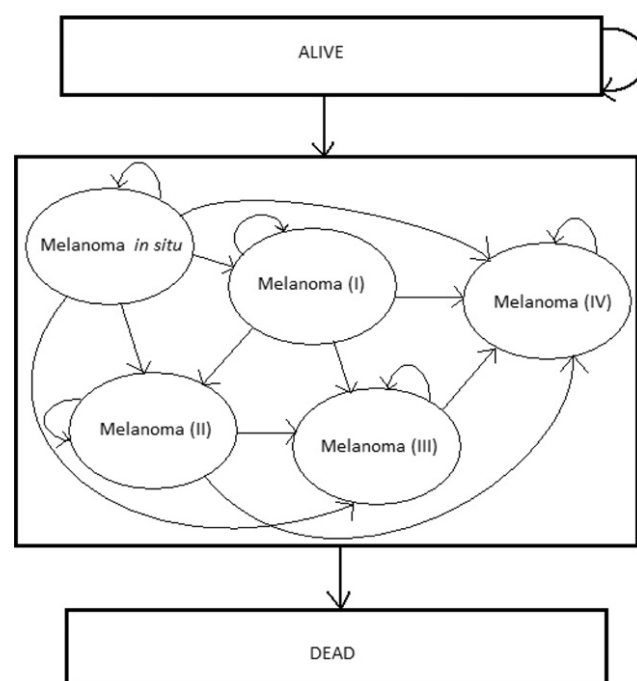 ALIVE
Melanoma in situ
Melanoma (I)
Melanoma (IV)
Melanoma (II)
Melanoma (III)
DEAD